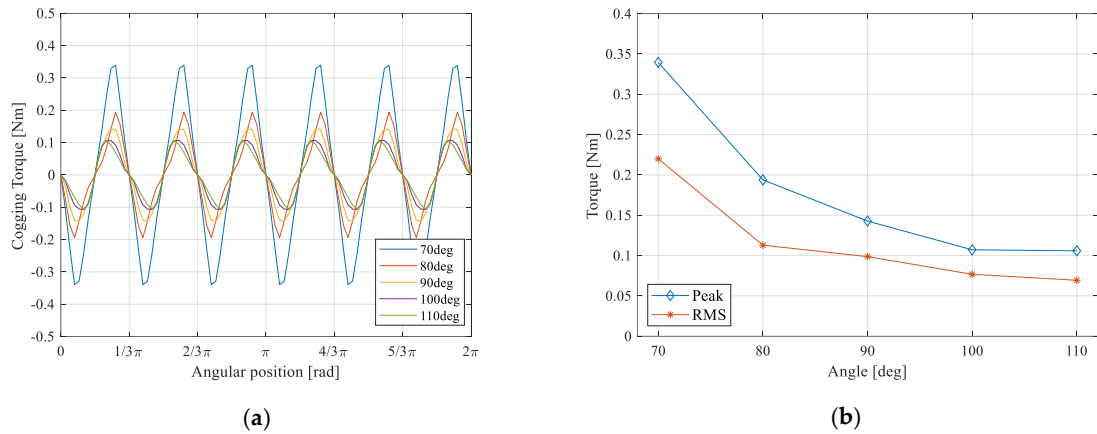 0.5
0.4
0.3
0.2
0.1
0
-0.1
-0.2
-0.3
-0.4
-0.5
Cogging Torque [Nm]
70deg
80deg
90deg
100deg
110deg
0
1/3π
2/3π
π
4/3π
5/3π
2π
Angular position [rad]
(a)
0.4
0.35
0.3
0.25
0.2
0.15
0.1
0.05
0
Torque [Nm]
Peak
RMS
70
80
90
100
110
Angle [deg]
(b)